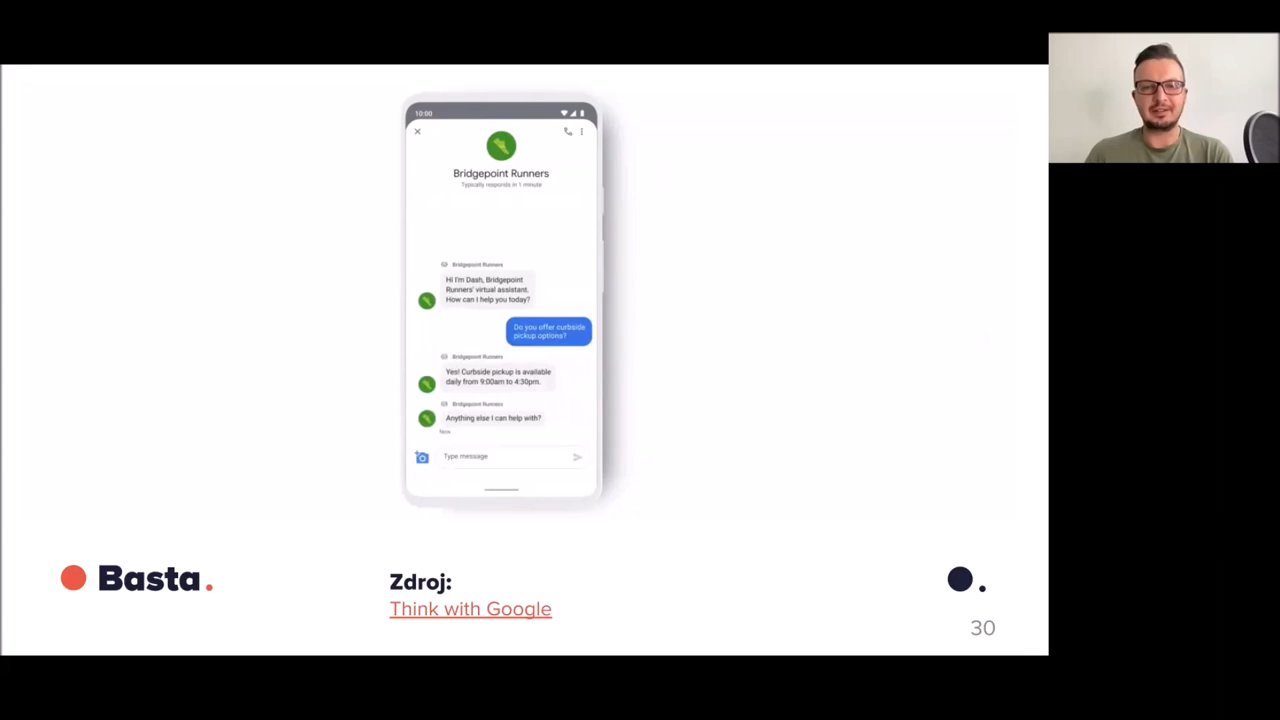 10:00
Bridgepoint Runners
Typically responds in 1 minute
Bridgepoint Runners
Hi I'm Dash, Bridgepoint
Runners' virtual assistant.
How can I help you today?
Do you offer curbside
pickup options?
Bridgepoint Runners
Yes! Curbside pickup is available
daily from 9:00am to 4:30pm.
Bridgepoint Runners
Anything else I can help with?
Now
Type message
Basta.
Zdroj:
Think with Google
30